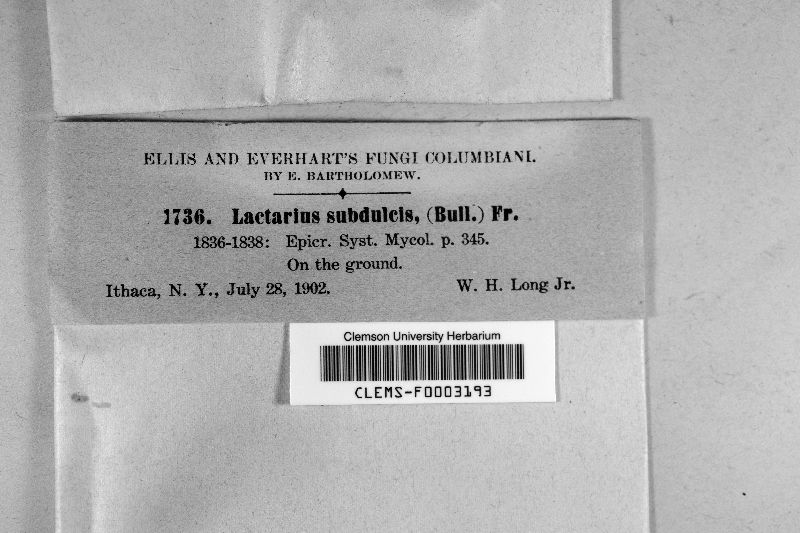 ELLIS AND EVERHART'S FUNGI COLUMBIANI.
BY E. BARTHOLOMEW.
1736. Lactarius subdulcis, (Bull.) Fr.
1836-1838: Epicr. Syst. Mycol. p. 345.
On the ground.
Ithaca, N. Y., July 28, 1902. W. H. Long Jr.
Clemson University Herbarium
CLEMS-F0003193